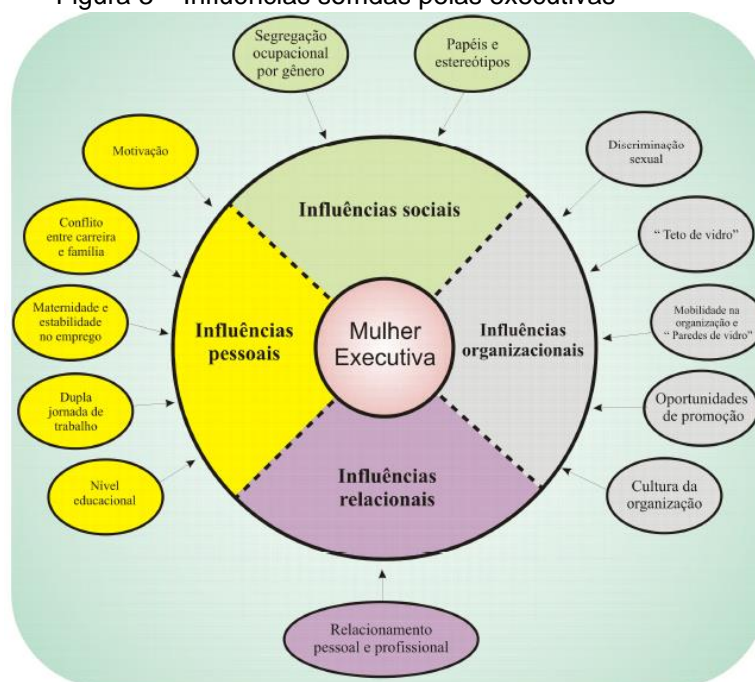 Influências sofridas pelas executivas
Segregação
ocupacional
por gênero
Papéis e
estereótipos
Motivação
Discriminação
sexual
Conflito
entre carreira
e família
“ Teto de vidro”
Maternidade e
estabilidade
no emprego
Mobilidade na
organização e
“ Paredes de vidro”
Dupla
jornada de
trabalho
Oportunidades
de promoção
Nível
educacional
Cultura da
organização
Influências sociais
Influências
pessoais
Mulher
Executiva
Influências
organizacionais
Influências
relacionais
Relacionamento
pessoal e profissional